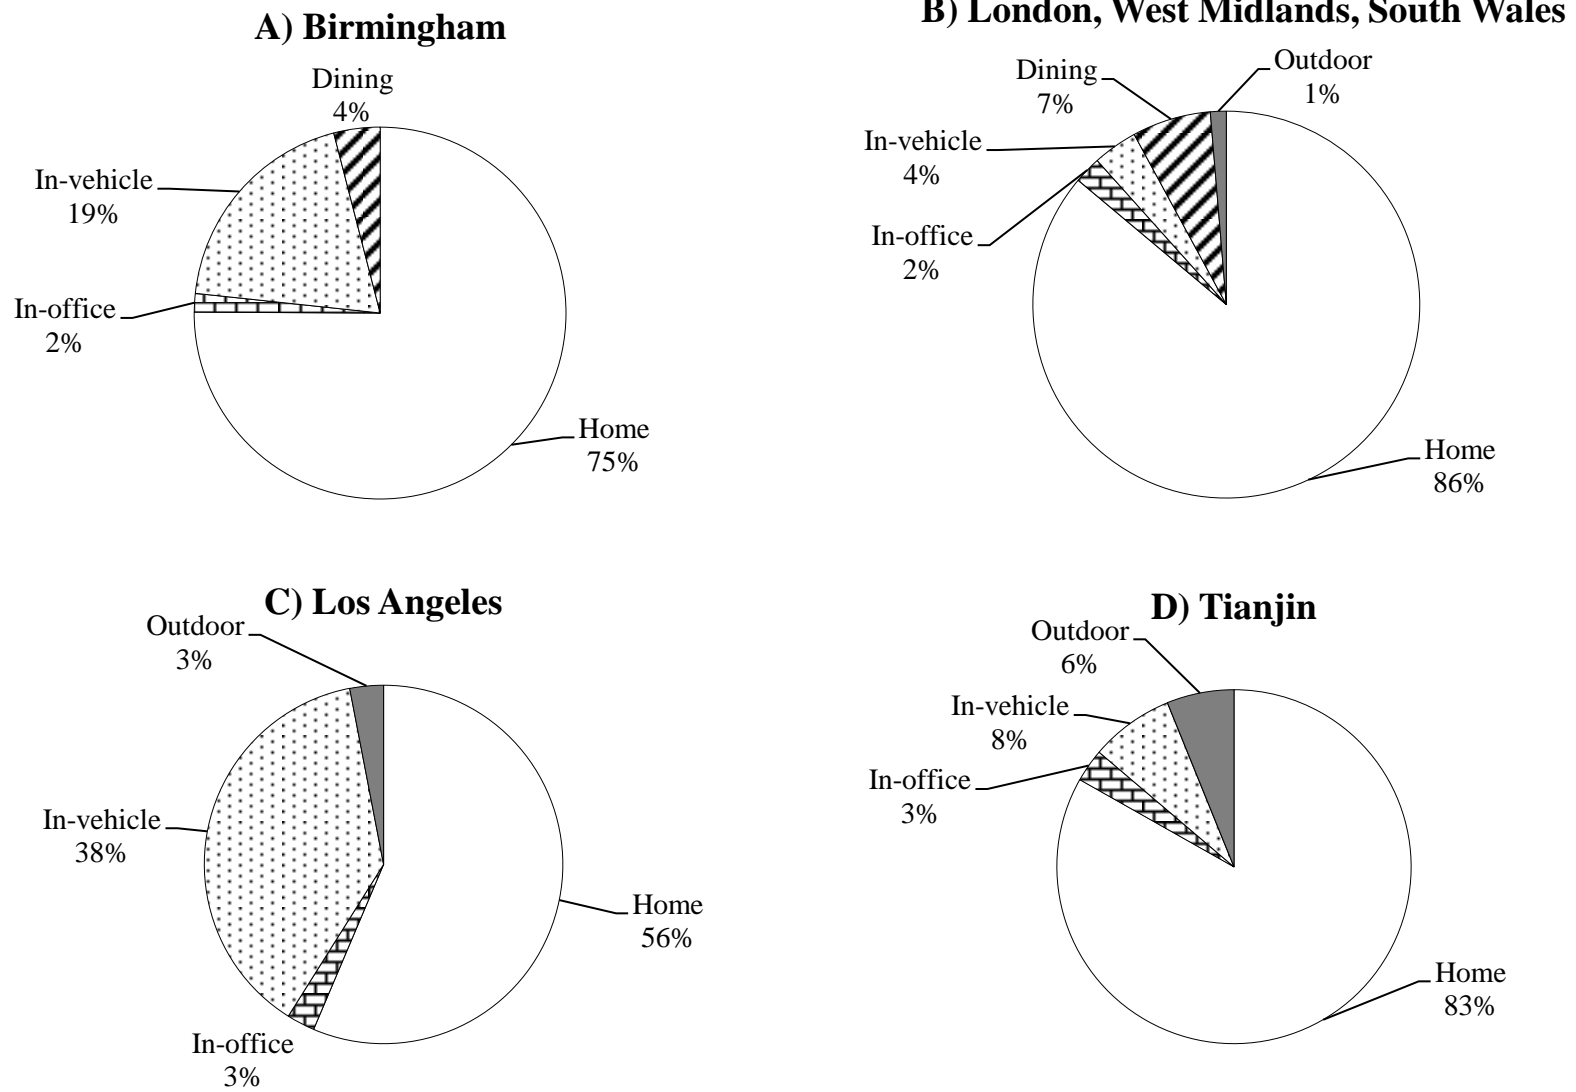 A) Birmingham
Dining
4%
In-vehicle
19%
In-office
2%
Home
75%
B) London, West Midlands, South Wales
Outdoor
1%
Dining
7%
In-vehicle
4%
In-office
2%
Home
86%
C) Los Angeles
Outdoor
3%
In-vehicle
38%
Home
56%
In-office
3%
D) Tianjin
Outdoor
6%
In-vehicle
8%
In-office
3%
Home
83%